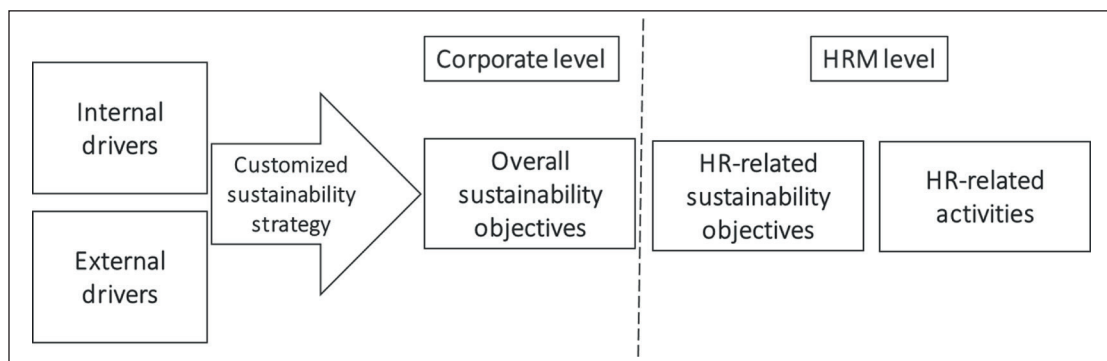 Corporate level
HRM level
Internal
drivers
External
drivers
Customized
sustainability
strategy
Overall
sustainability
objectives
HR-related
sustainability
objectives
HR-related
activities